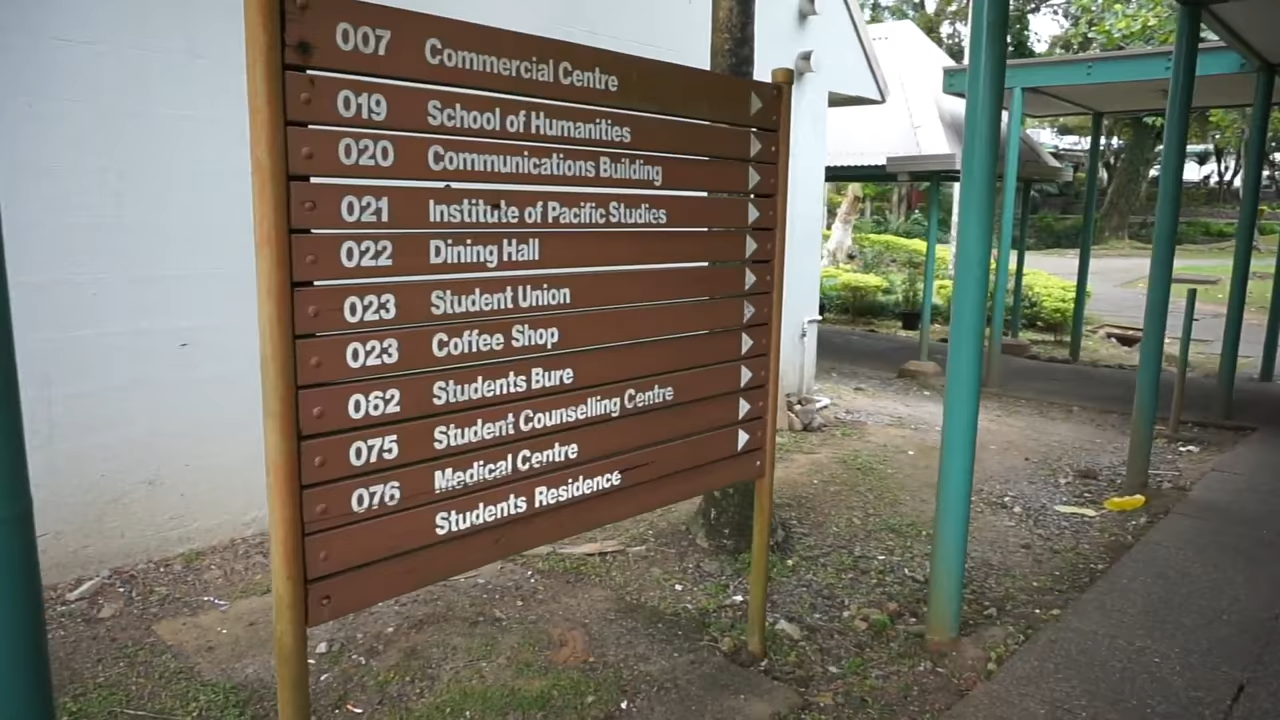 007 Commercial Centre
019 School of Humanities
020 Communications Building
021 Institute of Pacific Studies
022 Dining Hall
023 Student Union
023 Coffee Shop
062 Students Bure
075 Student Counselling Centre
076 Medical Centre
Students Residence